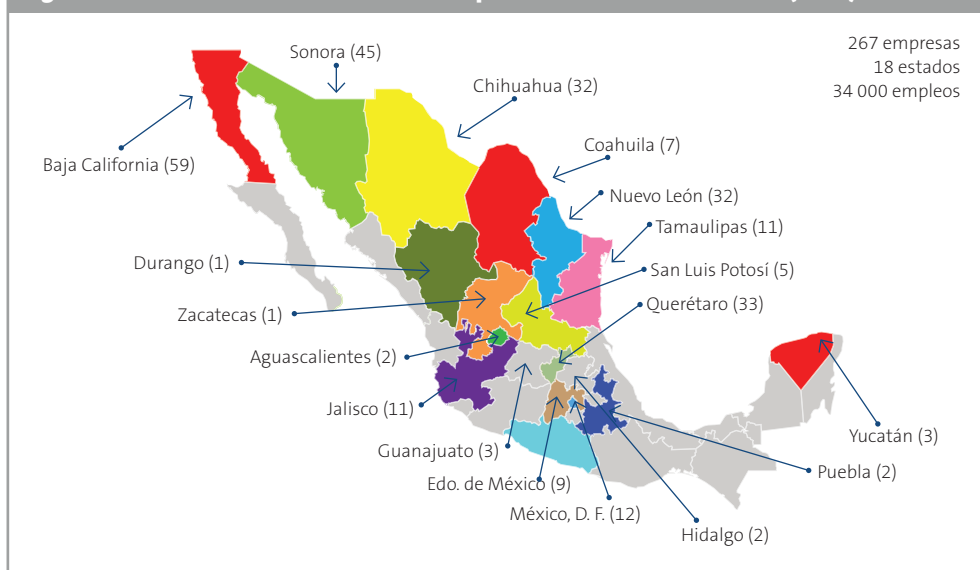 267 empresas
18 estados
34 000 empleos
Sonora (45)
Chihuahua (32)
Baja California (59)
Coahuila (7)
Nuevo León (32)
Tamaulipas (11)
Durango (1)
San Luis Potosí (5)
Zacatecas (1)
Querétaro (33)
Aguascalientes (2)
Jalisco (11)
Yucatán (3)
Guanajuato (3)
Puebla (2)
Edo. de México (9)
México, D. F. (12)
Hidalgo (2)